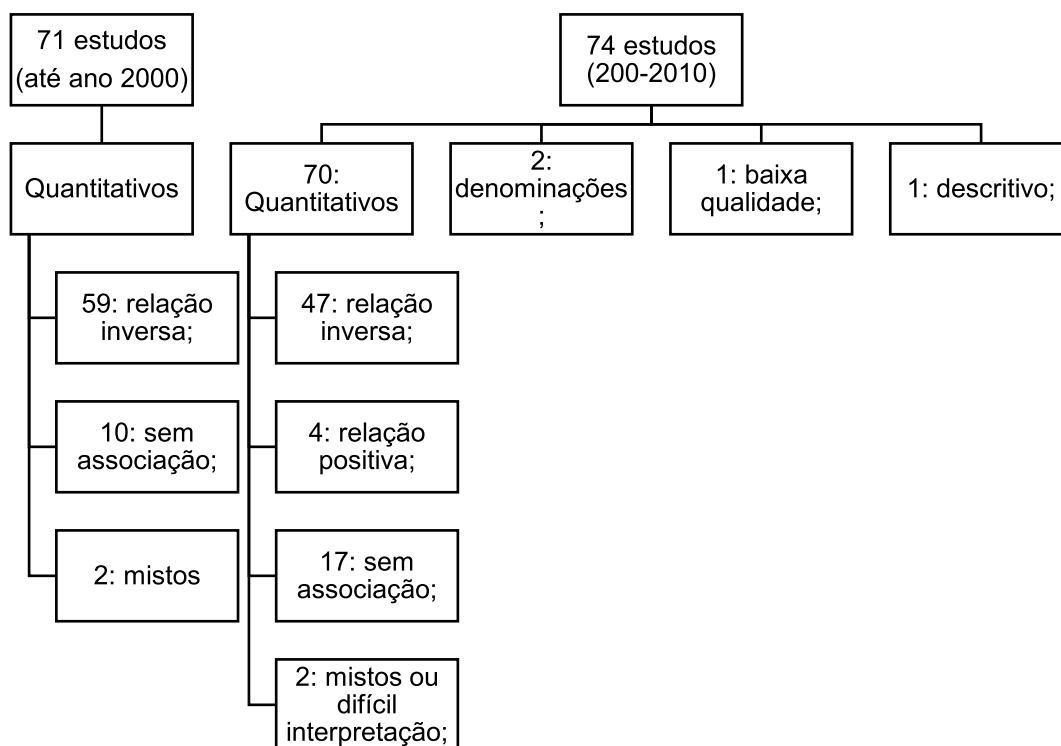 71 estudos
(até ano 2000)
74 estudos
(200-2010)
Quantitativos
70:
Quantitativos
2:
denominações
;
1: baixa
qualidade;
1: descritivo;
59: relação
inversa;
47: relação
inversa;
10: sem
associação;
4: relação
positiva;
2: mistos
17: sem
associação;
2: mistos ou
difícil
interpretação;